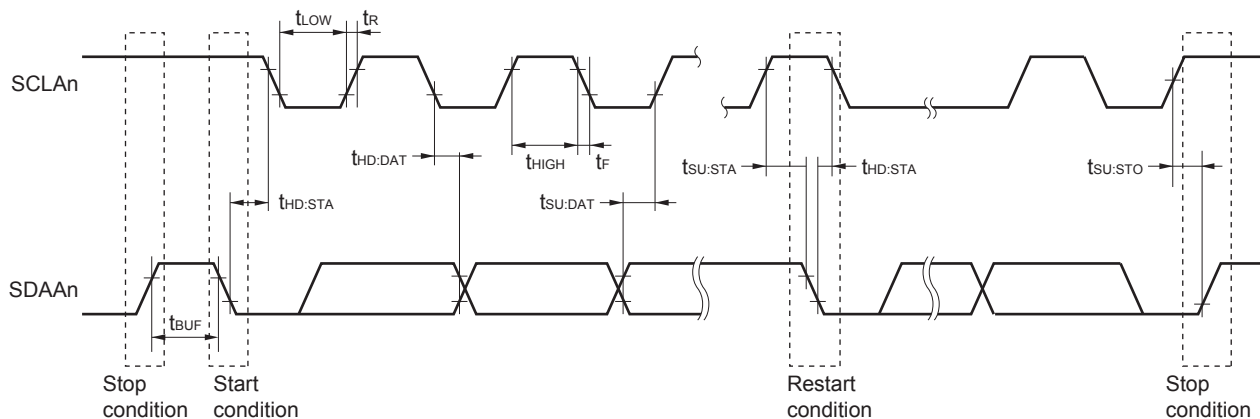 tLOW tR
SCLAn
tHD:DAT tHIGH tF tSU:STA tHD:STA tSU:STO
tHD:STA tSU:DAT
SDAAn
tBUF
Stop condition
Start condition
Restart condition
Stop condition